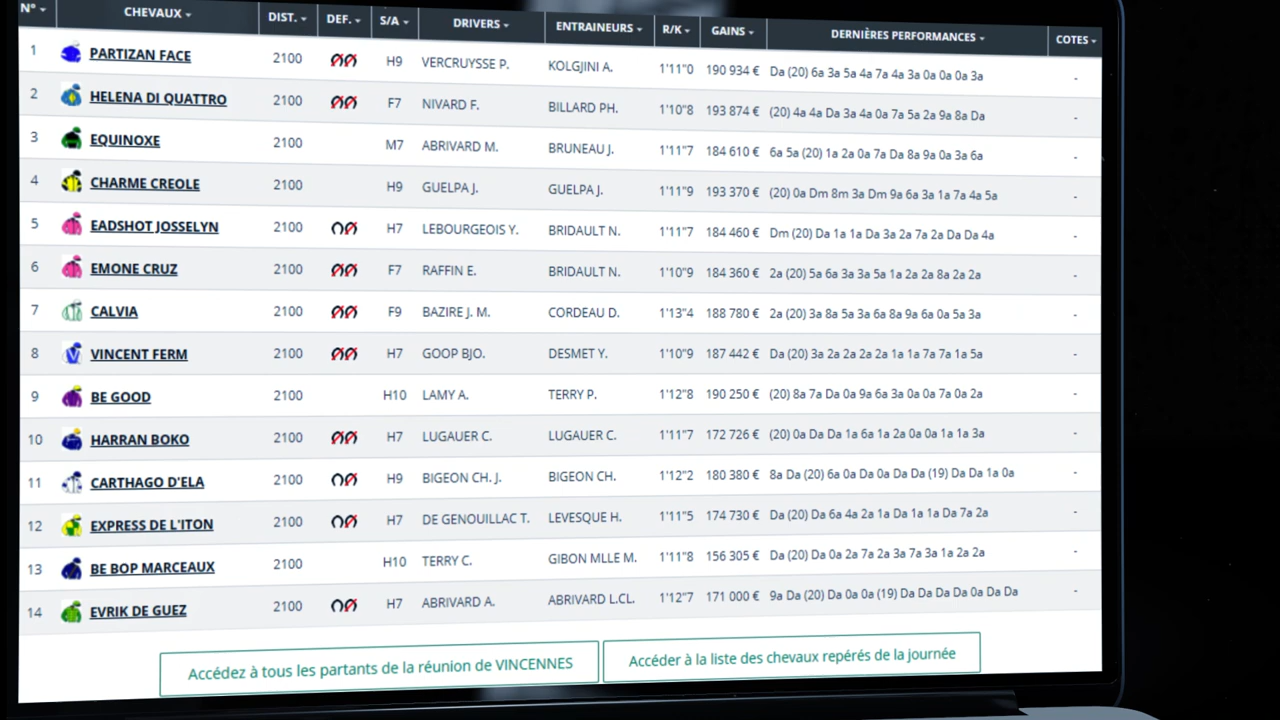 N° CHEVAUX DIST. DEF. S/A DRIVERS ENTRAINEURS R/K GAINS DERNIÈRES PERFORMANCES COTES
1 PARTIZAN FACE 2100 H9 VERCRUYSSE P. KOLGJINI A. 1'11"0 190 934 € Da (20) 6a 3a 5a 4a 7a 4a 3a 0a 0a 0a 3a -
2 HELENA DI QUATTRO 2100 F7 NIVARD F. BILLARD PH. 1'10"8 193 874 € (20) 4a 4a Da 3a 4a 0a 7a 5a 2a 9a 8a Da -
3 EQUINOXE 2100 M7 ABRIVARD M. BRUNEAU J. 1'11"7 184 610 € 6a 5a (20) 1a 2a 0a 7a Da 8a 9a 0a 3a 6a -
4 CHARME CREOLE 2100 H9 GUELPA J. GUELPA J. 1'11"9 193 370 € (20) 0a Dm 8m 3a Dm 9a 6a 3a 1a 7a 4a 5a -
5 EADSHOT JOSSELYN 2100 H7 LEBOURGEOIS Y. BRIDAULT N. 1'11"7 184 460 € Dm (20) Da 1a 1a Da 3a 2a 7a 2a Da Da 4a -
6 EMONE CRUZ 2100 F7 RAFFIN E. BRIDAULT N. 1'10"9 184 360 € 2a (20) 5a 6a 3a 3a 5a 1a 2a 2a 8a 2a 2a -
7 CALVIA 2100 F9 BAZIRE J. M. CORDEAU D. 1'13"4 188 780 € 2a (20) 3a 8a 5a 3a 6a 8a 9a 6a 0a 5a 3a -
8 VINCENT FERM 2100 H7 GOOP BJO. DESMET Y. 1'10"9 187 442 € Da (20) 3a 2a 2a 2a 2a 1a 1a 7a 7a 1a 5a -
9 BE GOOD 2100 H10 LAMY A. TERRY P. 1'12"8 190 250 € (20) 8a 7a Da 0a 9a 6a 3a 0a 0a 7a 0a 2a -
10 HARRAN BOKO 2100 H7 LUGAUER C. LUGAUER C. 1'11"7 172 726 € (20) 0a Da Da 1a 6a 1a 2a 0a 0a 1a 1a 3a -
11 CARTHAGO D'ELA 2100 H9 BIGEON CH. J. BIGEON CH. 1'12"2 180 380 € 8a Da (20) 6a 0a Da 0a Da Da (19) Da Da 1a 0a -
12 EXPRESS DE L'ITON 2100 H7 DE GENOUILLAC T. LEVESQUE H. 1'11"5 174 730 € Da (20) Da 6a 4a 2a 1a Da 1a 1a Da 7a 2a -
13 BE BOP MARCEAUX 2100 H10 TERRY C. GIBON MLLE M. 1'11"8 156 305 € Da (20) Da 0a 2a 7a 2a 3a 7a 3a 1a 2a 2a -
14 EVRIK DE GUEZ 2100 H7 ABRIVARD A. ABRIVARD L.CL. 1'12"7 171 000 € 9a Da (20) Da 0a 0a (19) Da Da Da Da 0a Da Da -
Accédez à tous les partants de la réunion de VINCENNES Accéder à la liste des chevaux repérés de la journée